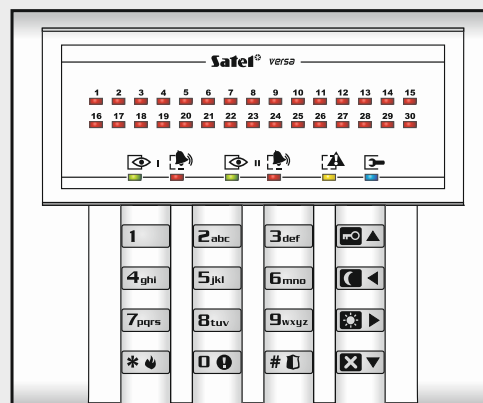 Satel versa
1 2 3 4 5 6 7 8 9 10 11 12 13 14 15
16 17 18 19 20 21 22 23 24 25 26 27 28 29 30
I II
1 2abc 3def
4ghi 5jkl 6mno
7pqrs 8tuv 9wxyz
* 0 #